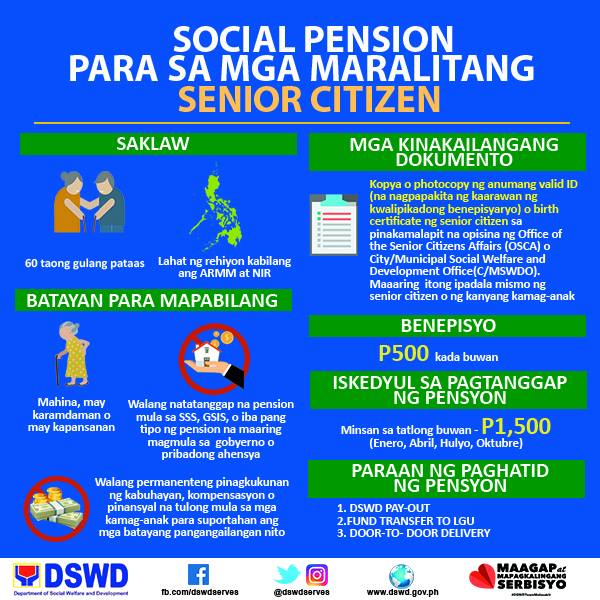 SOCIAL PENSION
PARA SA MGA MARALITANG
SENIOR CITIZEN
SAKLAW
60 taong gulang pataas
Lahat ng rehiyon kabilang
ang ARMM at NIR
BATAYAN PARA MAPABILANG
Mahina, may
karamdaman o
may kapansanan
Walang natatanggap na pension
mula sa SSS, GSIS, o iba pang
tipo ng pension na maaring
magmula sa gobyerno o
pribadong ahensya
Walang permanenteng pinagkukunan
ng kabuhayan, kompensasyon o
pinansyal na tulong mula sa mga
kamag-anak para suportahan ang
mga batayang pangangailangan nito
MGA KINAKAILANGANG
DOKUMENTO
Kopya o photocopy ng anumang valid ID
(na nagpapakita ng kaarawan ng
kwalipikadong benepisyaryo) o birth
certificate ng senior citizen sa
pinakamalapit na opisina ng Office of
the Senior Citizens Affairs (OSCA) o
City/Municipal Social Welfare and
Development Office(C/MSWDO).
Maaaring itong ipadala mismo ng
senior citizen o ng kanyang kamag-anak
BENEPISYO
P500 kada buwan
ISKEDYUL SA PAGTANGGAP
NG PENSYON
Minsan sa tatlong buwan - P1,500
(Enero, Abril, Hulyo, Oktubre)
PARAAN NG PAGHATID
NG PENSYON
1. DSWD PAY-OUT
2.FUND TRANSFER TO LGU
3. DOOR-TO- DOOR DELIVERY
DSWD
Department of Social Welfare and Development
fb.com/dswdserves
@dswdserves
www.dswd.gov.ph
MAAGAP at
MAPAGKALINGANG
SERBISYO